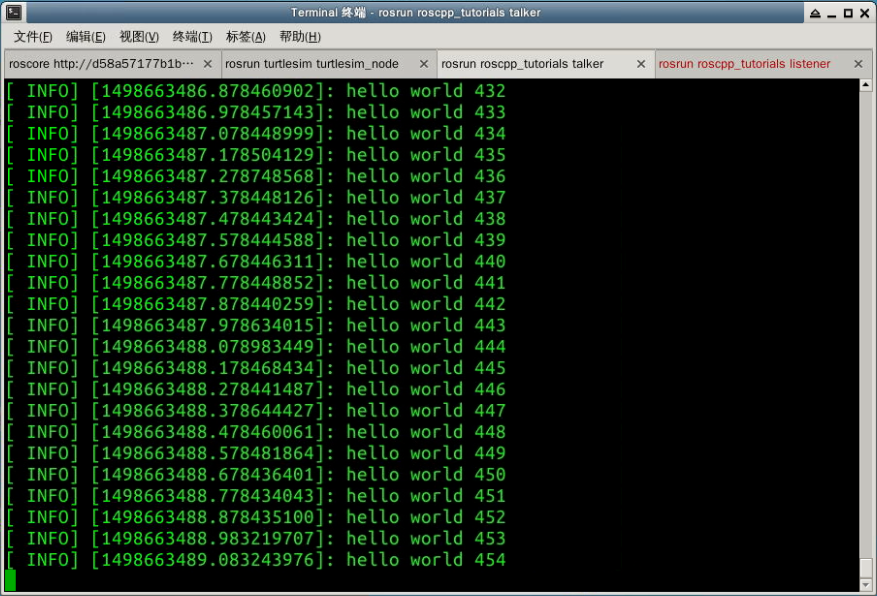 Terminal 终端 - rosrun roscpp_tutorials talker
文件(F) 编辑(E) 视图(V) 终端(T) 标签(A) 帮助(H)
roscore http://d58a57177b1b··· × rosrun turtlesim turtlesim_node × rosrun roscpp_tutorials talker × rosrun roscpp_tutorials listener ×
[ INFO] [1498663486.878460902]: hello world 432
[ INFO] [1498663486.978457143]: hello world 433
[ INFO] [1498663487.078448999]: hello world 434
[ INFO] [1498663487.178504129]: hello world 435
[ INFO] [1498663487.278748568]: hello world 436
[ INFO] [1498663487.378448126]: hello world 437
[ INFO] [1498663487.478443424]: hello world 438
[ INFO] [1498663487.578444588]: hello world 439
[ INFO] [1498663487.678446311]: hello world 440
[ INFO] [1498663487.778448852]: hello world 441
[ INFO] [1498663487.878440259]: hello world 442
[ INFO] [1498663487.978634015]: hello world 443
[ INFO] [1498663488.078983449]: hello world 444
[ INFO] [1498663488.178468434]: hello world 445
[ INFO] [1498663488.278441487]: hello world 446
[ INFO] [1498663488.378644427]: hello world 447
[ INFO] [1498663488.478460061]: hello world 448
[ INFO] [1498663488.578481864]: hello world 449
[ INFO] [1498663488.678436401]: hello world 450
[ INFO] [1498663488.778434043]: hello world 451
[ INFO] [1498663488.878435100]: hello world 452
[ INFO] [1498663488.983219707]: hello world 453
[ INFO] [1498663489.083243976]: hello world 454